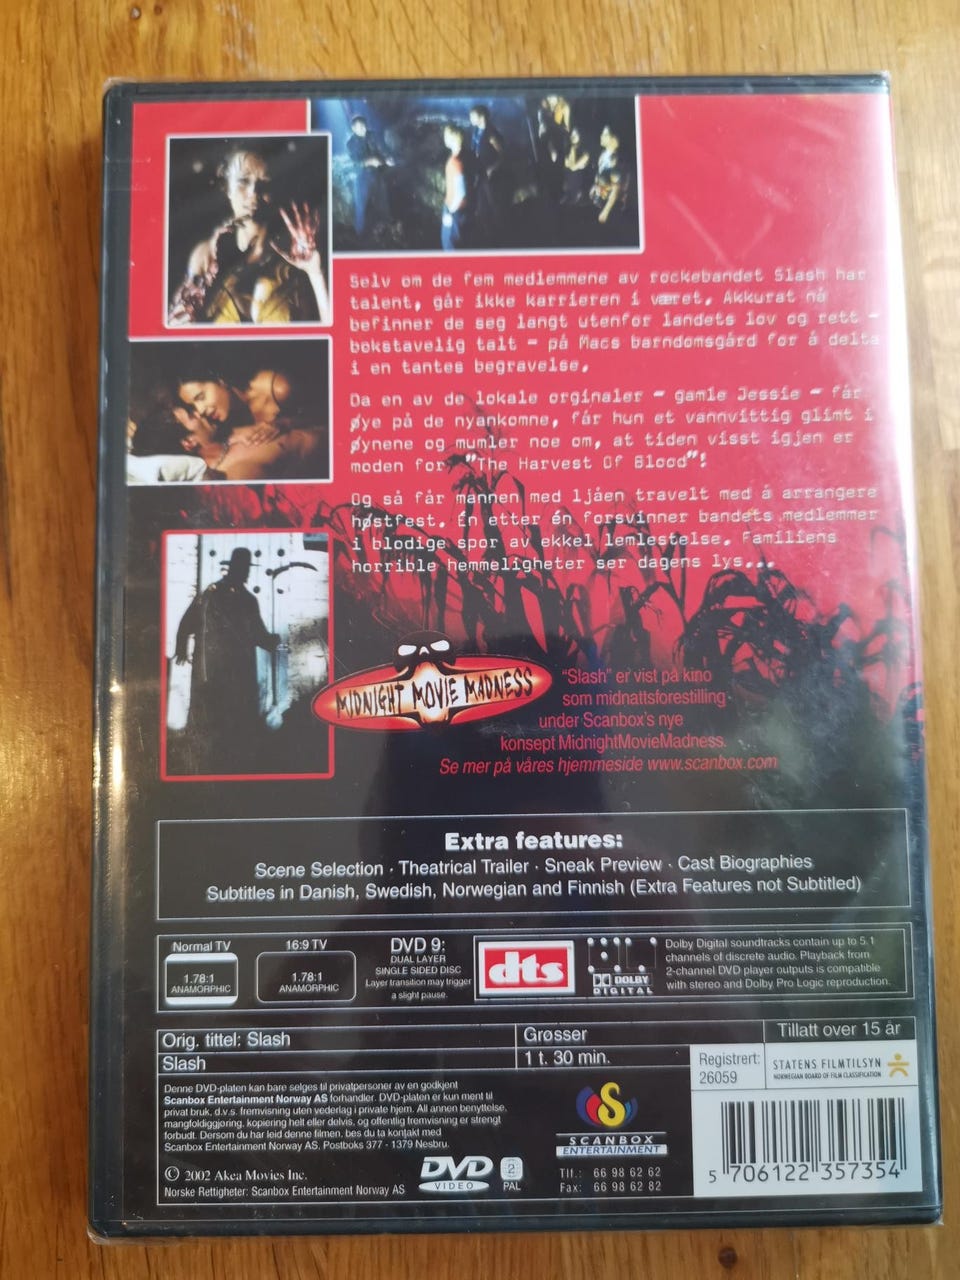 Selv om de fem medlemmene av rockebandet Slash har
talent, går ikke karrieren i været. Akkurat nå
befinner de seg langt utenfor landets lov og rett -
bokstavelig talt - på Macs barndomsgård for å delta
i en tantes begravelse.
Da en av de lokale orginaler - gamle Jessie - får
øye på de nyankomne, får hun et vannvittig glimt i
øynene og mumler noe om, at tiden visst igjen er
moden for "The Harvest Of Blood"!
Og så får mannen med ljåen travelt med å arrangere
høstfest. Én etter én forsvinner bandets medlemmer
i blodige spor av ekkel lemlestelse. Familiens
horrible hemmeligheter ser dagens lys...
MIDNIGHT MOVIE MADNESS
"Slash" er vist på kino
som midnattsforestilling
under Scanbox's nye
konsept MidnightMovieMadness.
Se mer på våres hjemmeside www.scanbox.com
Extra features:
Scene Selection · Theatrical Trailer · Sneak Preview · Cast Biographies
Subtitles in Danish, Swedish, Norwegian and Finnish (Extra Features not Subtitled)
Normal TV
1.78:1
ANAMORPHIC
16:9 TV
1.78:1
ANAMORPHIC
DVD 9:
DUAL LAYER
SINGLE SIDED DISC
Layer transition may trigger
a slight pause.
dts
DOLBY
DIGITAL
Dolby Digital soundtracks contain up to 5.1
channels of discrete audio. Playback from
2-channel DVD player outputs is compatible
with stereo and Dolby Pro Logic reproduction.
Orig. tittel: Slash
Slash
Grøsser
1 t. 30 min.
Tillatt over 15 år
Registrert:
26059
STATENS FILMTILSYN
NORWEGIAN BOARD OF FILM CLASSIFICATION
Denne DVD-platen kan bare selges til privatpersoner av en godkjent
Scanbox Entertainment Norway AS forhandler. DVD-platen er kun ment til
privat bruk, d.v.s. fremvisning uten vederlag i private hjem. All annen benyttelse,
mangfoldiggjøring, kopiering helt eller delvis, og offentlig fremvisning er strengt
forbudt. Dersom du har leid denne filmen, bes du ta kontakt med
Scanbox Entertainment Norway AS. Postboks 377 - 1379 Nesbru.
© 2002 Akea Movies Inc.
Norske Rettigheter: Scanbox Entertainment Norway AS
DVD
VIDEO
2
PAL
S
SCANBOX
ENTERTAINMENT
Tlf.: 66 98 62 62
Fax: 66 98 62 82
5 706122 357354